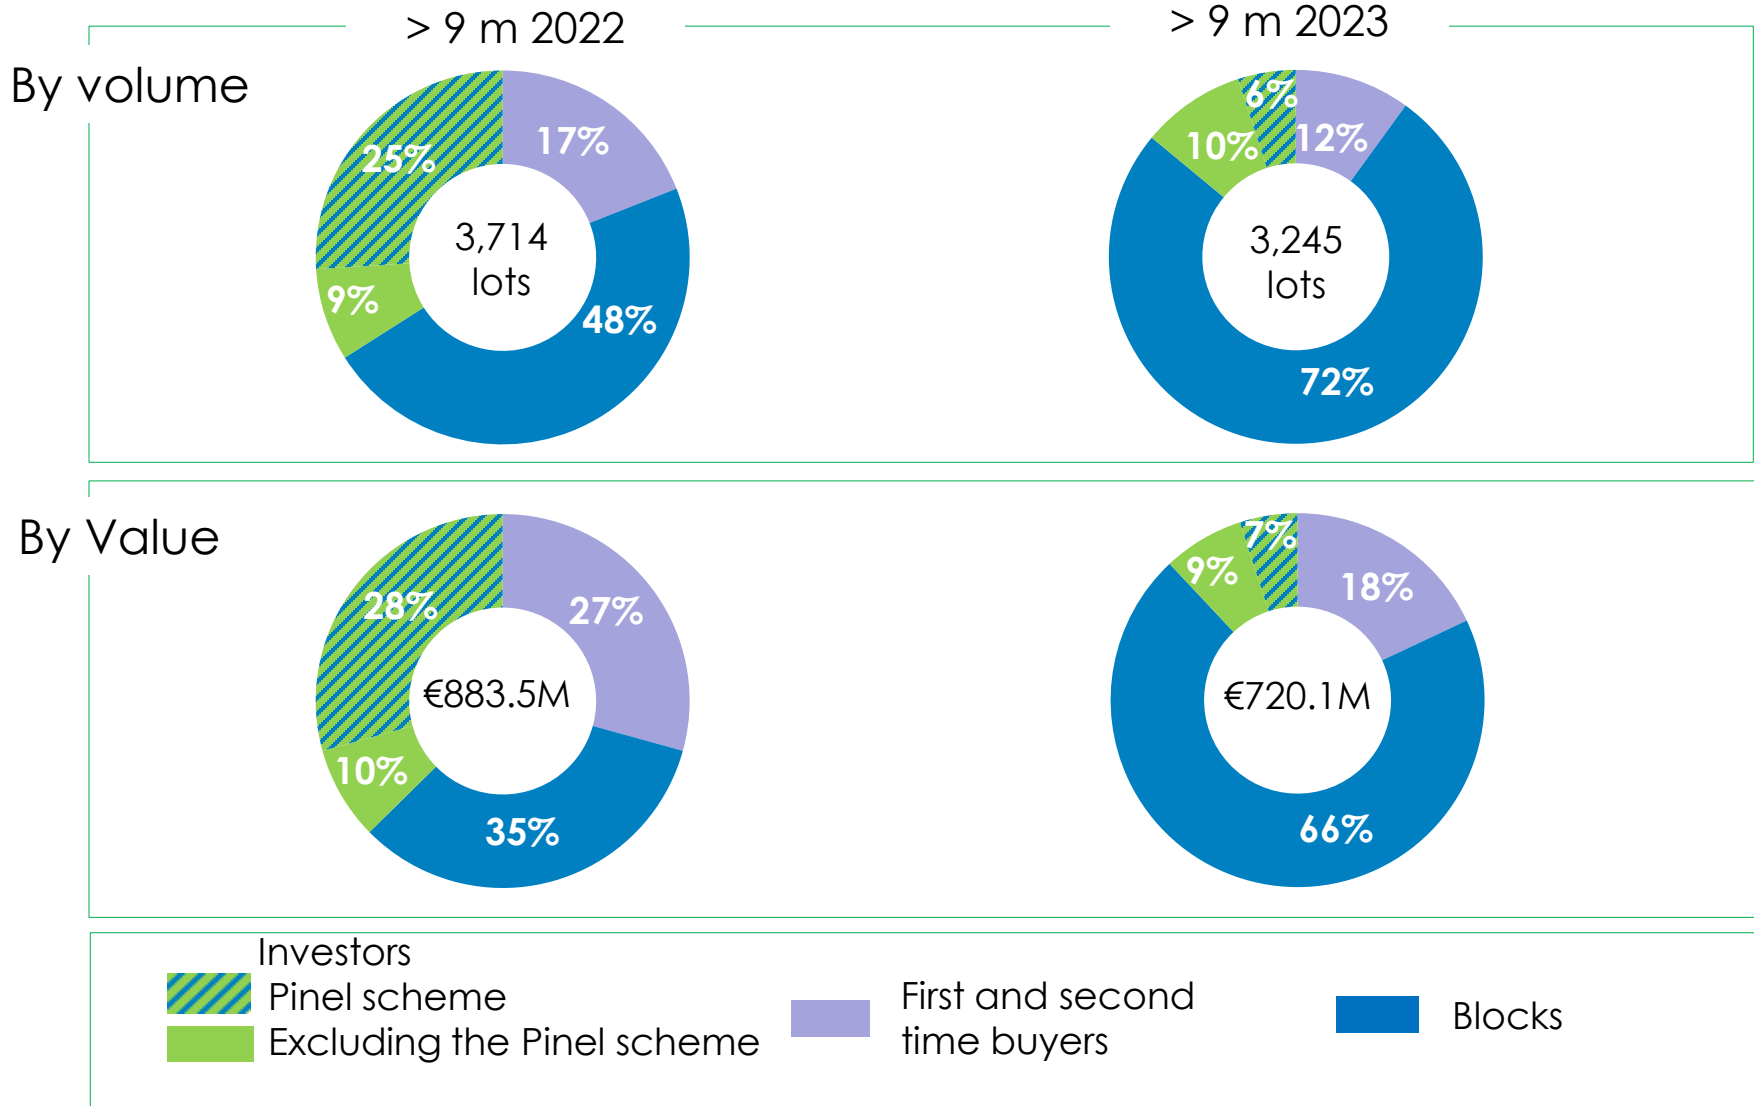 > 9 m 2022
> 9 m 2023
By volume
25%
17%
9%
48%
3,714
lots
6%
10%
12%
72%
3,245
lots
By Value
28%
27%
10%
35%
€883.5M
7%
9%
18%
66%
€720.1M
Investors
Pinel scheme
Excluding the Pinel scheme
First and second
time buyers
Blocks